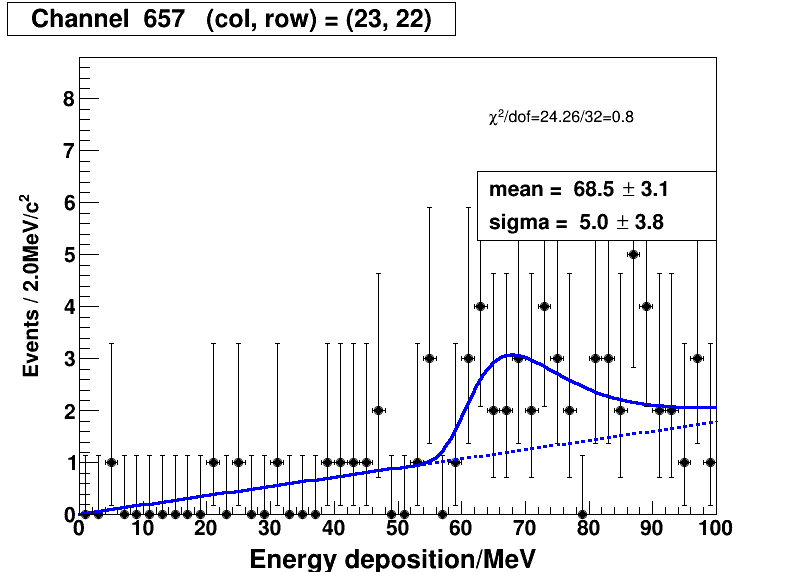 Channel 657 (col, row) = (23, 22)
χ²/dof=24.26/32=0.8
mean = 68.5 ± 3.1
sigma = 5.0 ± 3.8
Events / 2.0MeV/c²
8
7
6
5
4
3
2
1
0
0 10 20 30 40 50 60 70 80 90 100
Energy deposition/MeV